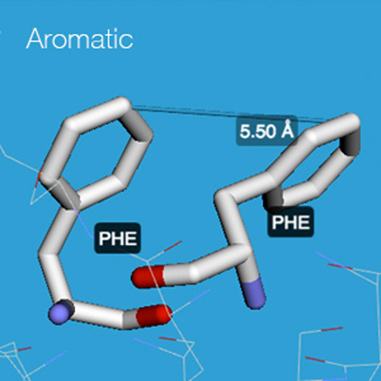 Aromatic
5.50 Å
PHE
PHE